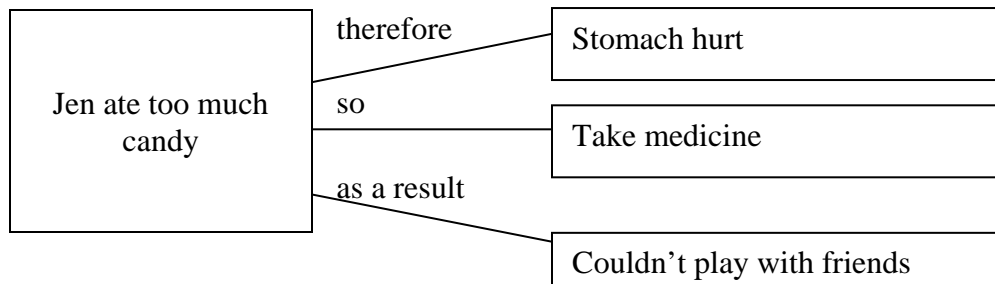 therefore
Stomach hurt
Jen ate too much
candy
so
Take medicine
as a result
Couldn’t play with friends